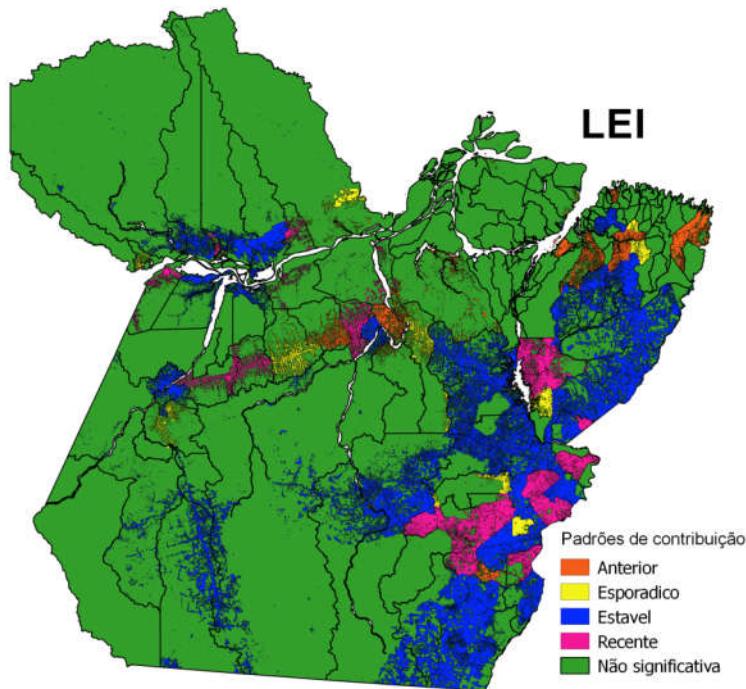 LEI
Padrões de contribuição
Anterior
Esporadico
Estavel
Recente
Não significativa